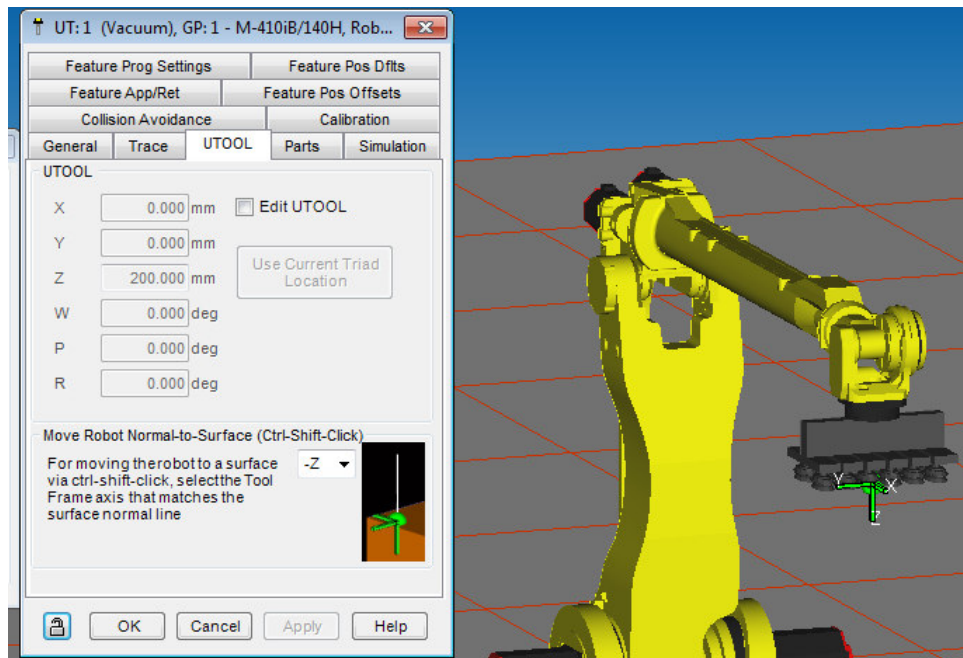 UT: 1 (Vacuum), GP: 1 - M-410iB/140H, Rob...
Feature Prog Settings
Feature Pos Dflts
Feature App/Ret
Feature Pos Offsets
Collision Avoidance
Calibration
General
Trace
UTOOL
Parts
Simulation
UTOOL
X 0.000 mm
Edit UTOOL
Y 0.000 mm
Z 200.000 mm
Use Current Triad
Location
W 0.000 deg
P 0.000 deg
R 0.000 deg
Move Robot Normal-to-Surface (Ctrl-Shift-Click)
For moving the robot to a surface
via ctrl-shift-click, select the Tool
Frame axis that matches the
surface normal line
-Z
OK
Cancel
Apply
Help
Y
X
Z